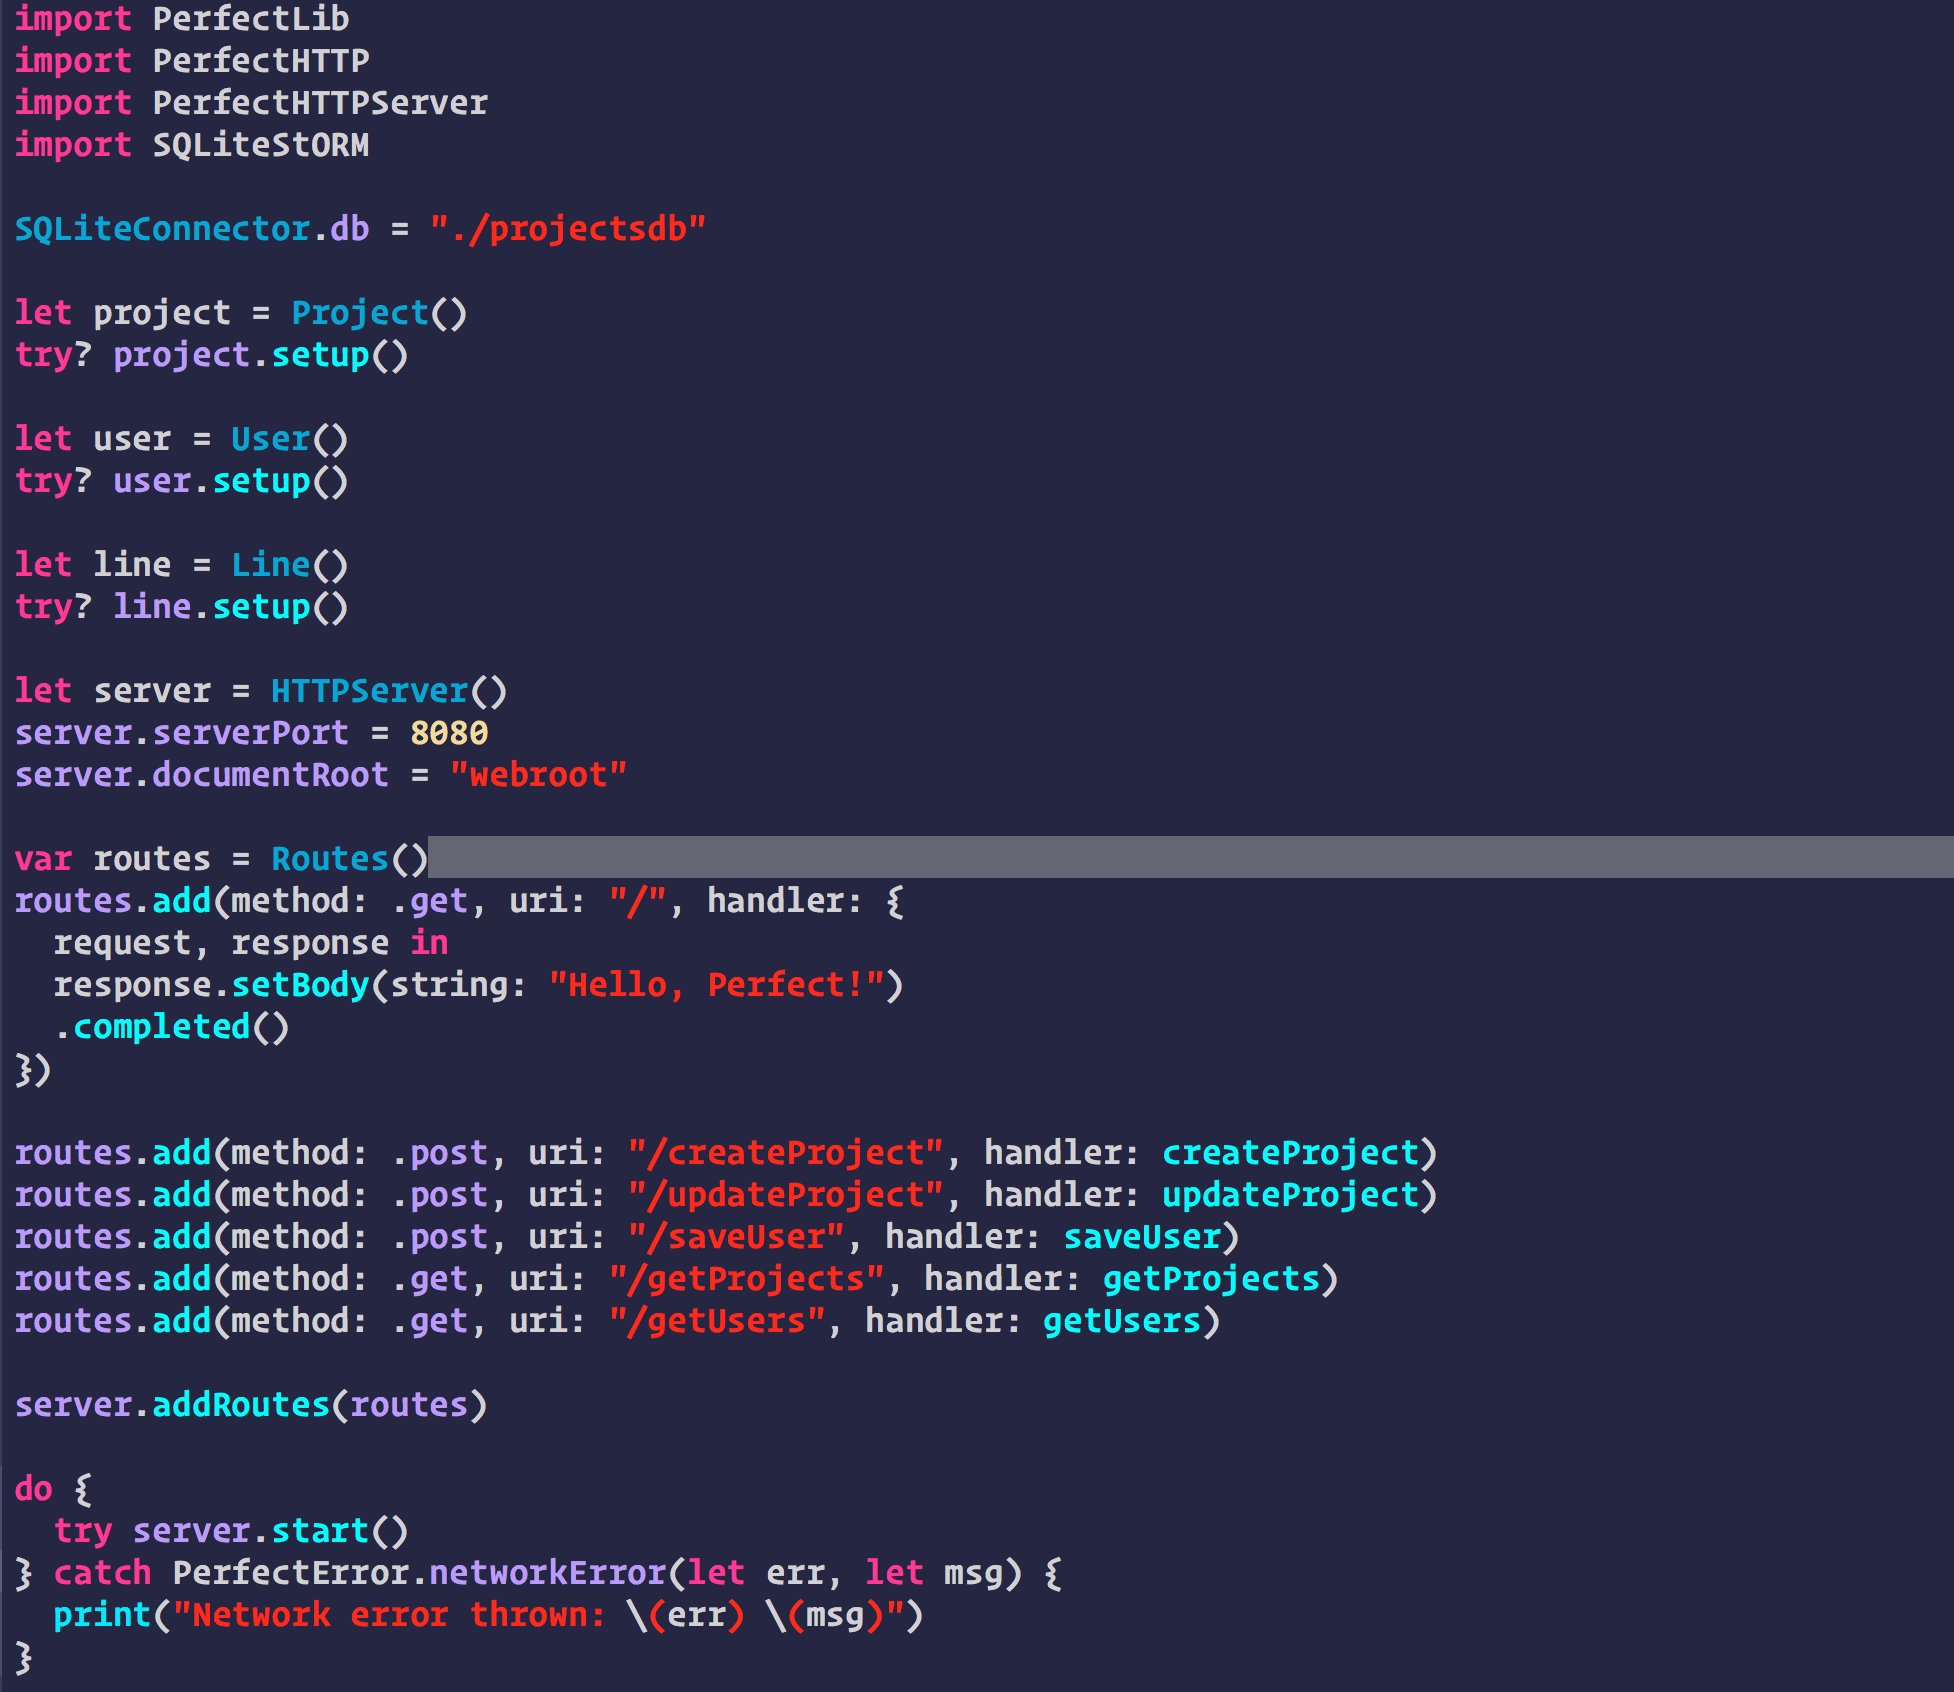 import PerfectLib
import PerfectHTTP
import PerfectHTTPServer
import SQLiteStORM

SQLiteConnector.db = "./projectsdb"

let project = Project()
try? project.setup()

let user = User()
try? user.setup()

let line = Line()
try? line.setup()

let server = HTTPServer()
server.serverPort = 8080
server.documentRoot = "webroot"

var routes = Routes()
routes.add(method: .get, uri: "/", handler: {
  request, response in
  response.setBody(string: "Hello, Perfect!")
  .completed()
})

routes.add(method: .post, uri: "/createProject", handler: createProject)
routes.add(method: .post, uri: "/updateProject", handler: updateProject)
routes.add(method: .post, uri: "/saveUser", handler: saveUser)
routes.add(method: .get, uri: "/getProjects", handler: getProjects)
routes.add(method: .get, uri: "/getUsers", handler: getUsers)

server.addRoutes(routes)

do {
  try server.start()
} catch PerfectError.networkError(let err, let msg) {
  print("Network error thrown: \(err) \(msg)")
}